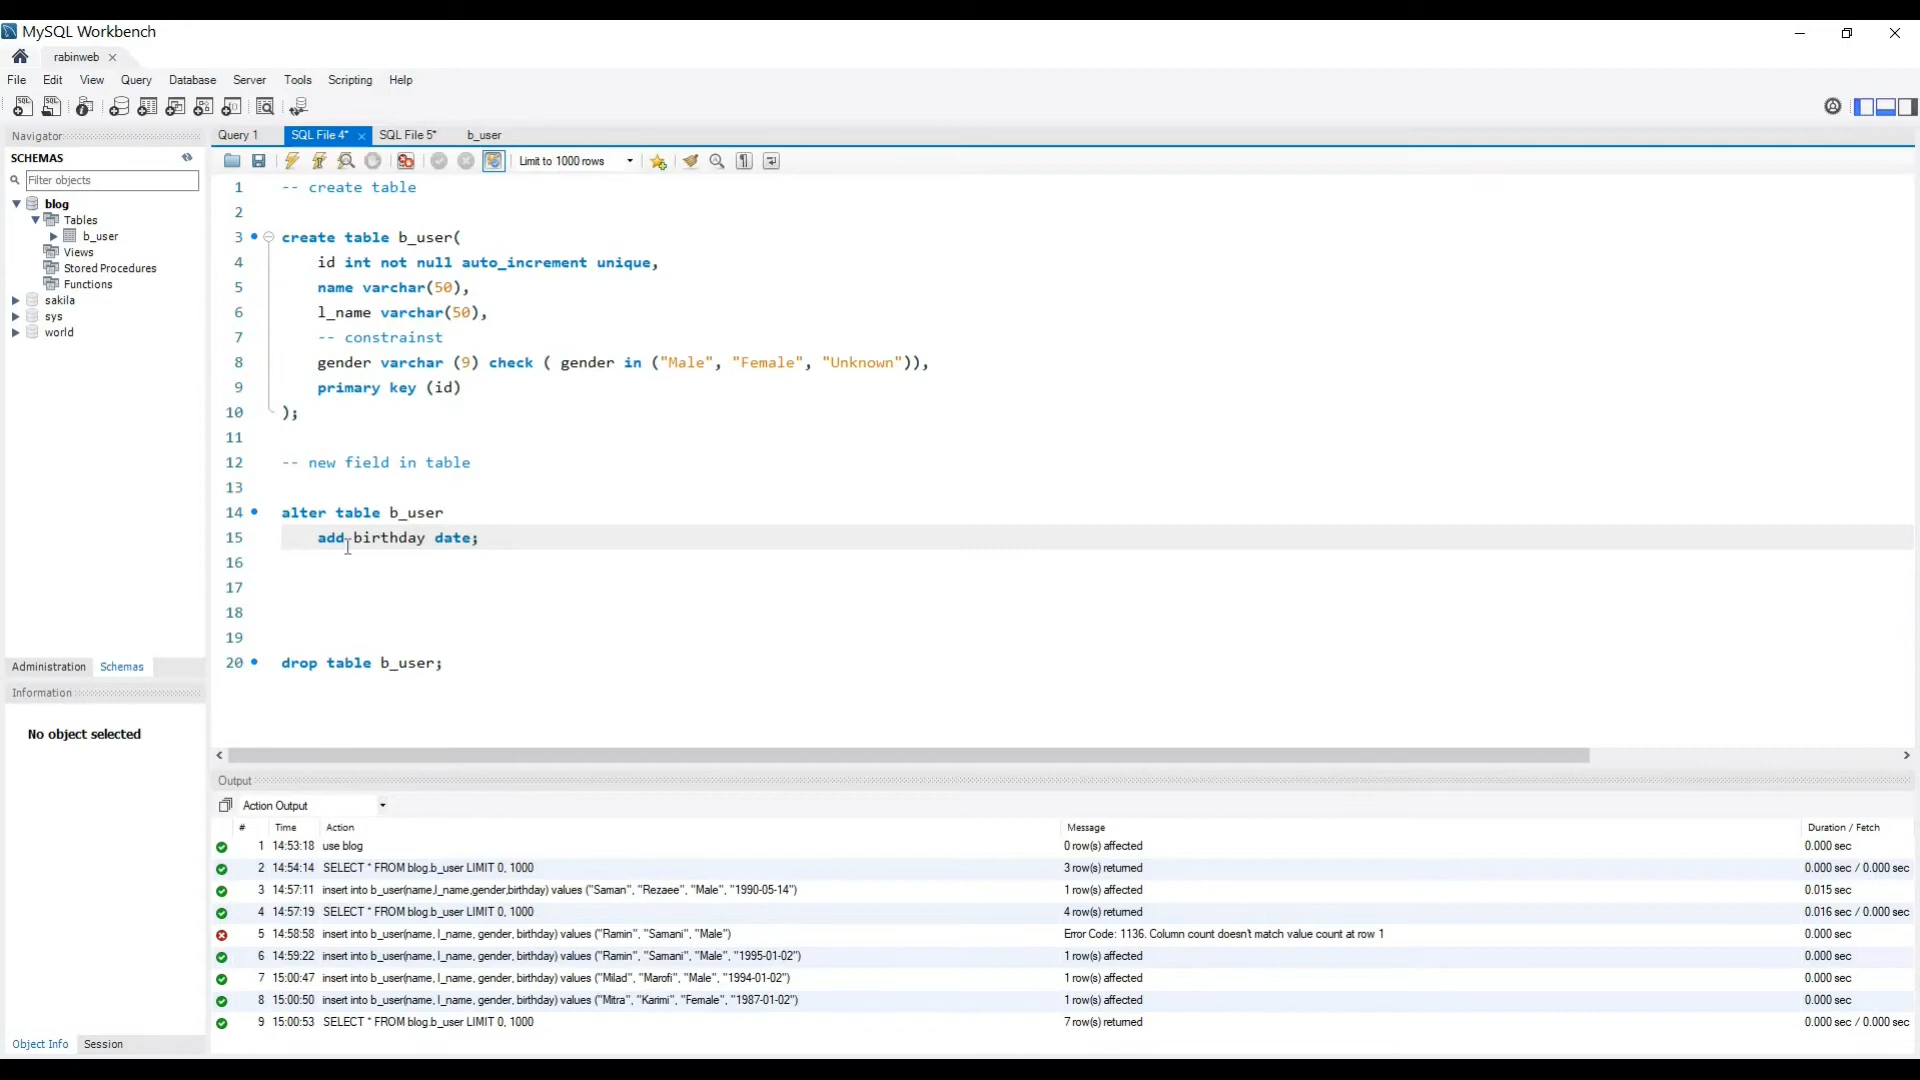 MySQL Workbench
rabinweb
File Edit View Query Database Server Tools Scripting Help
Navigator
SCHEMAS
Filter objects
blog
Tables
b_user
Views
Stored Procedures
Functions
sakila
sys
world
Administration Schemas
Information
No object selected
Object Info Session
Query 1 SQL File 4* SQL File 5* b_user
Limit to 1000 rows
1 -- create table
2
3 create table b_user(
4 id int not null auto_increment unique,
5 name varchar(50),
6 l_name varchar(50),
7 -- constrainst
8 gender varchar (9) check ( gender in ("Male", "Female", "Unknown")),
9 primary key (id)
10 );
11
12 -- new field in table
13
14 alter table b_user
15 add birthday date;
16
17
18
19
20 drop table b_user;
Output
Action Output
# Time Action Message Duration / Fetch
1 14:53:18 use blog 0 row(s) affected 0.000 sec
2 14:54:14 SELECT * FROM blog.b_user LIMIT 0, 1000 3 row(s) returned 0.000 sec / 0.000 sec
3 14:57:11 insert into b_user(name,l_name,gender,birthday) values ("Saman", "Rezaee", "Male", "1990-05-14") 1 row(s) affected 0.015 sec
4 14:57:19 SELECT * FROM blog.b_user LIMIT 0, 1000 4 row(s) returned 0.016 sec / 0.000 sec
5 14:58:58 insert into b_user(name, l_name, gender, birthday) values ("Ramin", "Samani", "Male") Error Code: 1136. Column count doesn't match value count at row 1 0.000 sec
6 14:59:22 insert into b_user(name, l_name, gender, birthday) values ("Ramin", "Samani", "Male", "1995-01-02") 1 row(s) affected 0.000 sec
7 15:00:47 insert into b_user(name, l_name, gender, birthday) values ("Milad", "Marofi", "Male", "1994-01-02") 1 row(s) affected 0.000 sec
8 15:00:50 insert into b_user(name, l_name, gender, birthday) values ("Mitra", "Karimi", "Female", "1987-01-02") 1 row(s) affected 0.000 sec
9 15:00:53 SELECT * FROM blog.b_user LIMIT 0, 1000 7 row(s) returned 0.000 sec / 0.000 sec